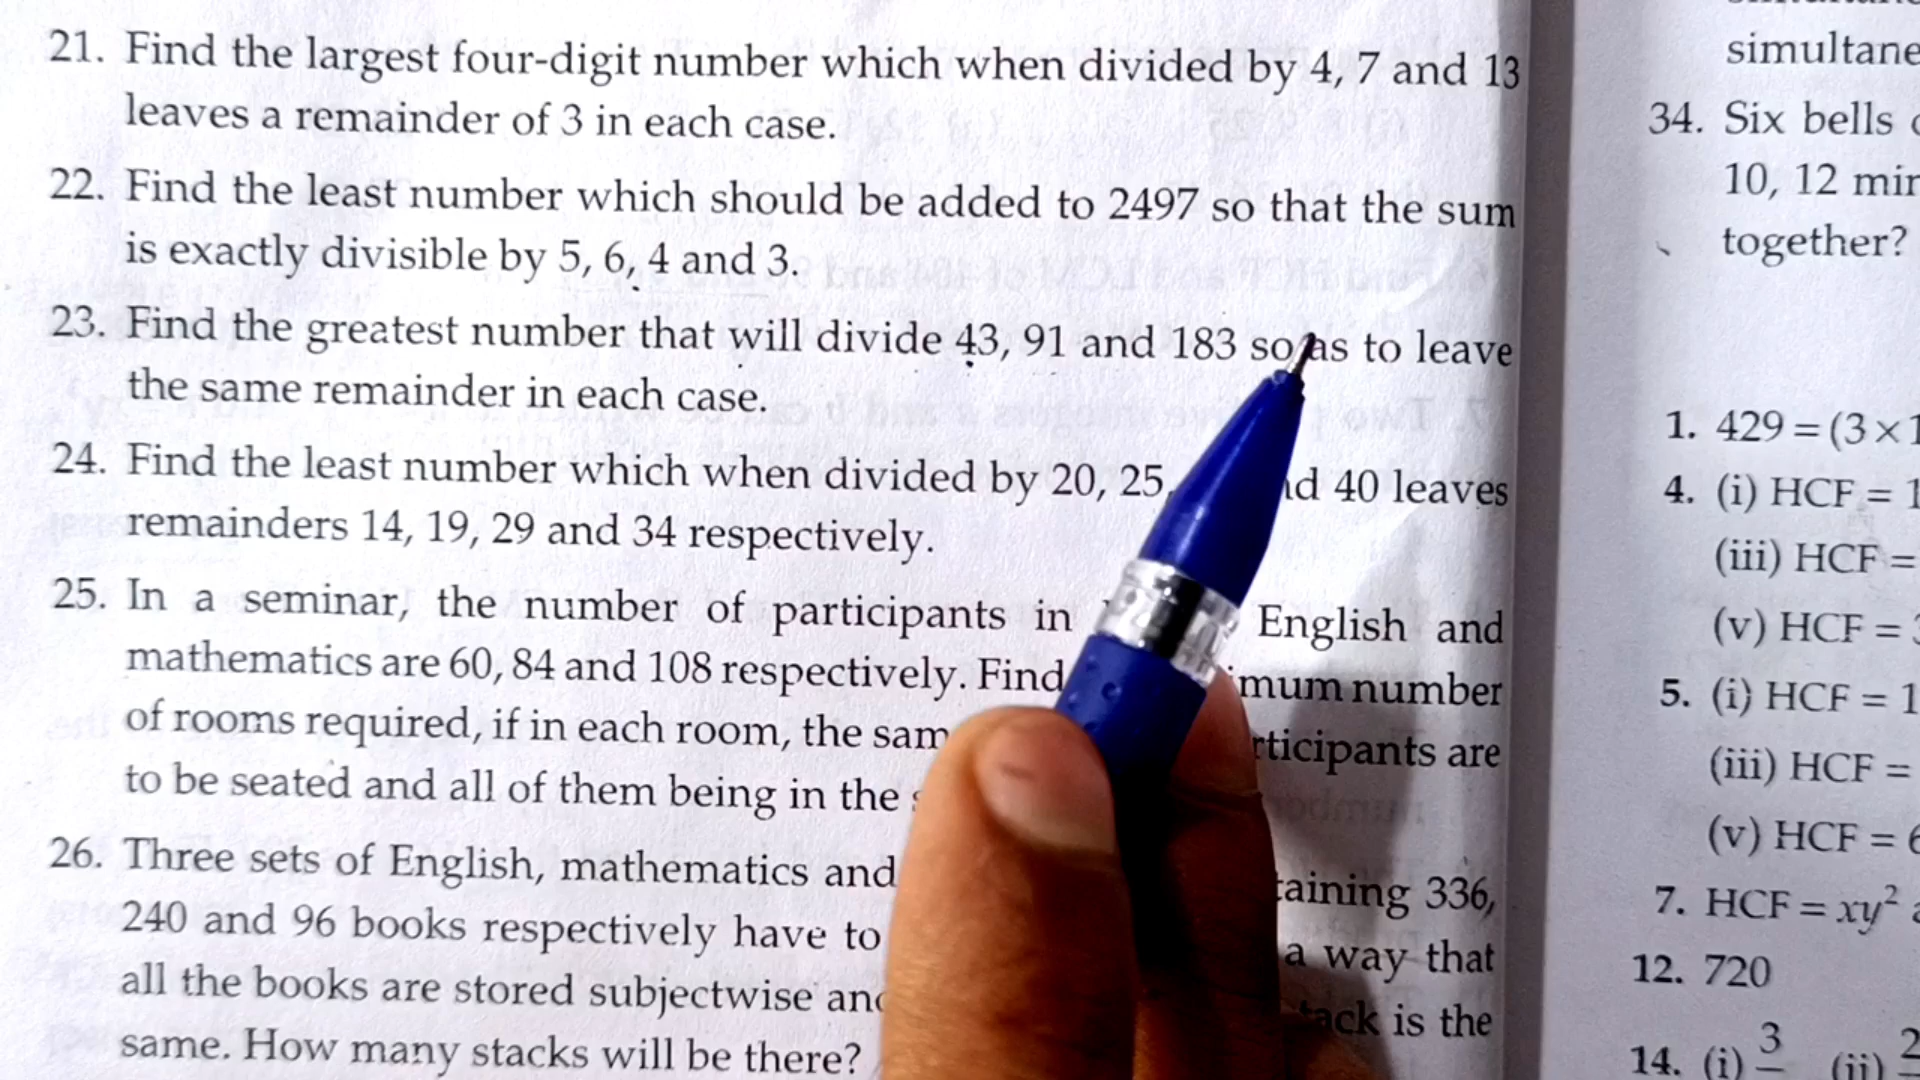 21. Find the largest four-digit number which when divided by 4, 7 and 13
leaves a remainder of 3 in each case.
22. Find the least number which should be added to 2497 so that the sum
is exactly divisible by 5, 6, 4 and 3.
23. Find the greatest number that will divide 43, 91 and 183 so as to leave
the same remainder in each case.
24. Find the least number which when divided by 20, 25, 40 leaves
remainders 14, 19, 29 and 34 respectively.
25. In a seminar, the number of participants in English and
mathematics are 60, 84 and 108 respectively. Find number
of rooms required, if in each room, the are
to be seated and all of them being in the
26. Three sets of English, mathematics and 336,
240 and 96 books respectively have to a way that
all the books are stored subjectwise is the
same. How many stacks will be there?
34. Six bells
10, 12
together?
1. 429 = (3 ×
4. (i) HCF =
(iii) HCF =
(v) HCF =
5. (i) HCF =
(iii) HCF =
(v) HCF =
7. HCF = xy²
12. 720
14. (i) 3 (ii)